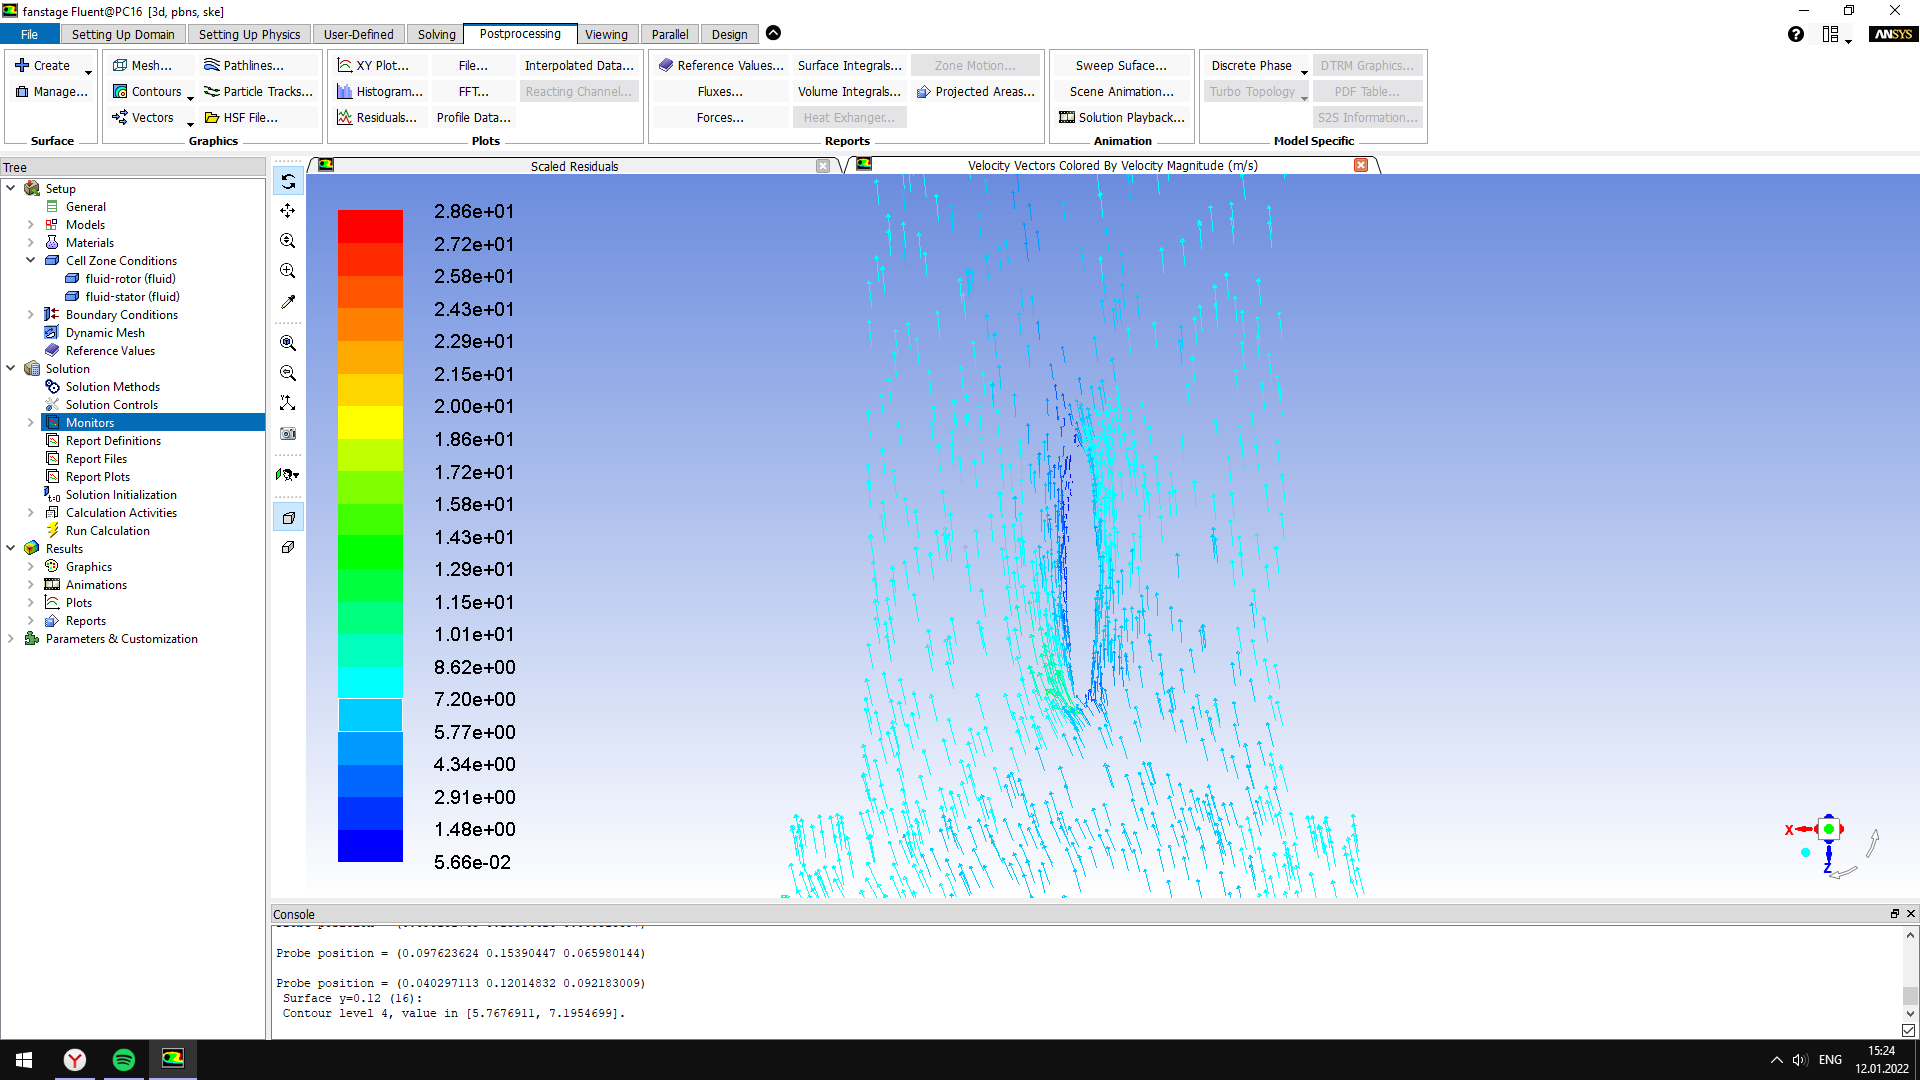 fanstage Fluent@PC16 [3d, pbns, ske]
File Setting Up Domain Setting Up Physics User-Defined Solving Postprocessing Viewing Parallel Design
ANSYS
Create Mesh... Pathlines... XY Plot... File... Interpolated Data... Reference Values... Surface Integrals... Zone Motion... Sweep Suface... Discrete Phase DTRM Graphics...
Manage... Contours Particle Tracks... Histogram... FFT... Reacting Channel... Fluxes... Volume Integrals... Projected Areas... Scene Animation... Turbo Topology PDF Table...
Vectors HSF File... Residuals... Profile Data... Forces... Heat Exhanger... Solution Playback... S2S Information...
Surface Graphics Plots Reports Animation Model Specific
Tree
Setup
General
Models
Materials
Cell Zone Conditions
fluid-rotor (fluid)
fluid-stator (fluid)
Boundary Conditions
Dynamic Mesh
Reference Values
Solution
Solution Methods
Solution Controls
Monitors
Report Definitions
Report Files
Report Plots
Solution Initialization
Calculation Activities
Run Calculation
Results
Graphics
Animations
Plots
Reports
Parameters & Customization
Scaled Residuals
Velocity Vectors Colored By Velocity Magnitude (m/s)
2.86e+01
2.72e+01
2.58e+01
2.43e+01
2.29e+01
2.15e+01
2.00e+01
1.86e+01
1.72e+01
1.58e+01
1.43e+01
1.29e+01
1.15e+01
1.01e+01
8.62e+00
7.20e+00
5.77e+00
4.34e+00
2.91e+00
1.48e+00
5.66e-02
X
Z
Console
Probe position = (0.097623624 0.15390447 0.065980144)
Probe position = (0.040297113 0.12014832 0.092183009)
Surface y=0.12 (16):
Contour level 4, value in [5.7676911, 7.1954699].
ENG
15:24
12.01.2022